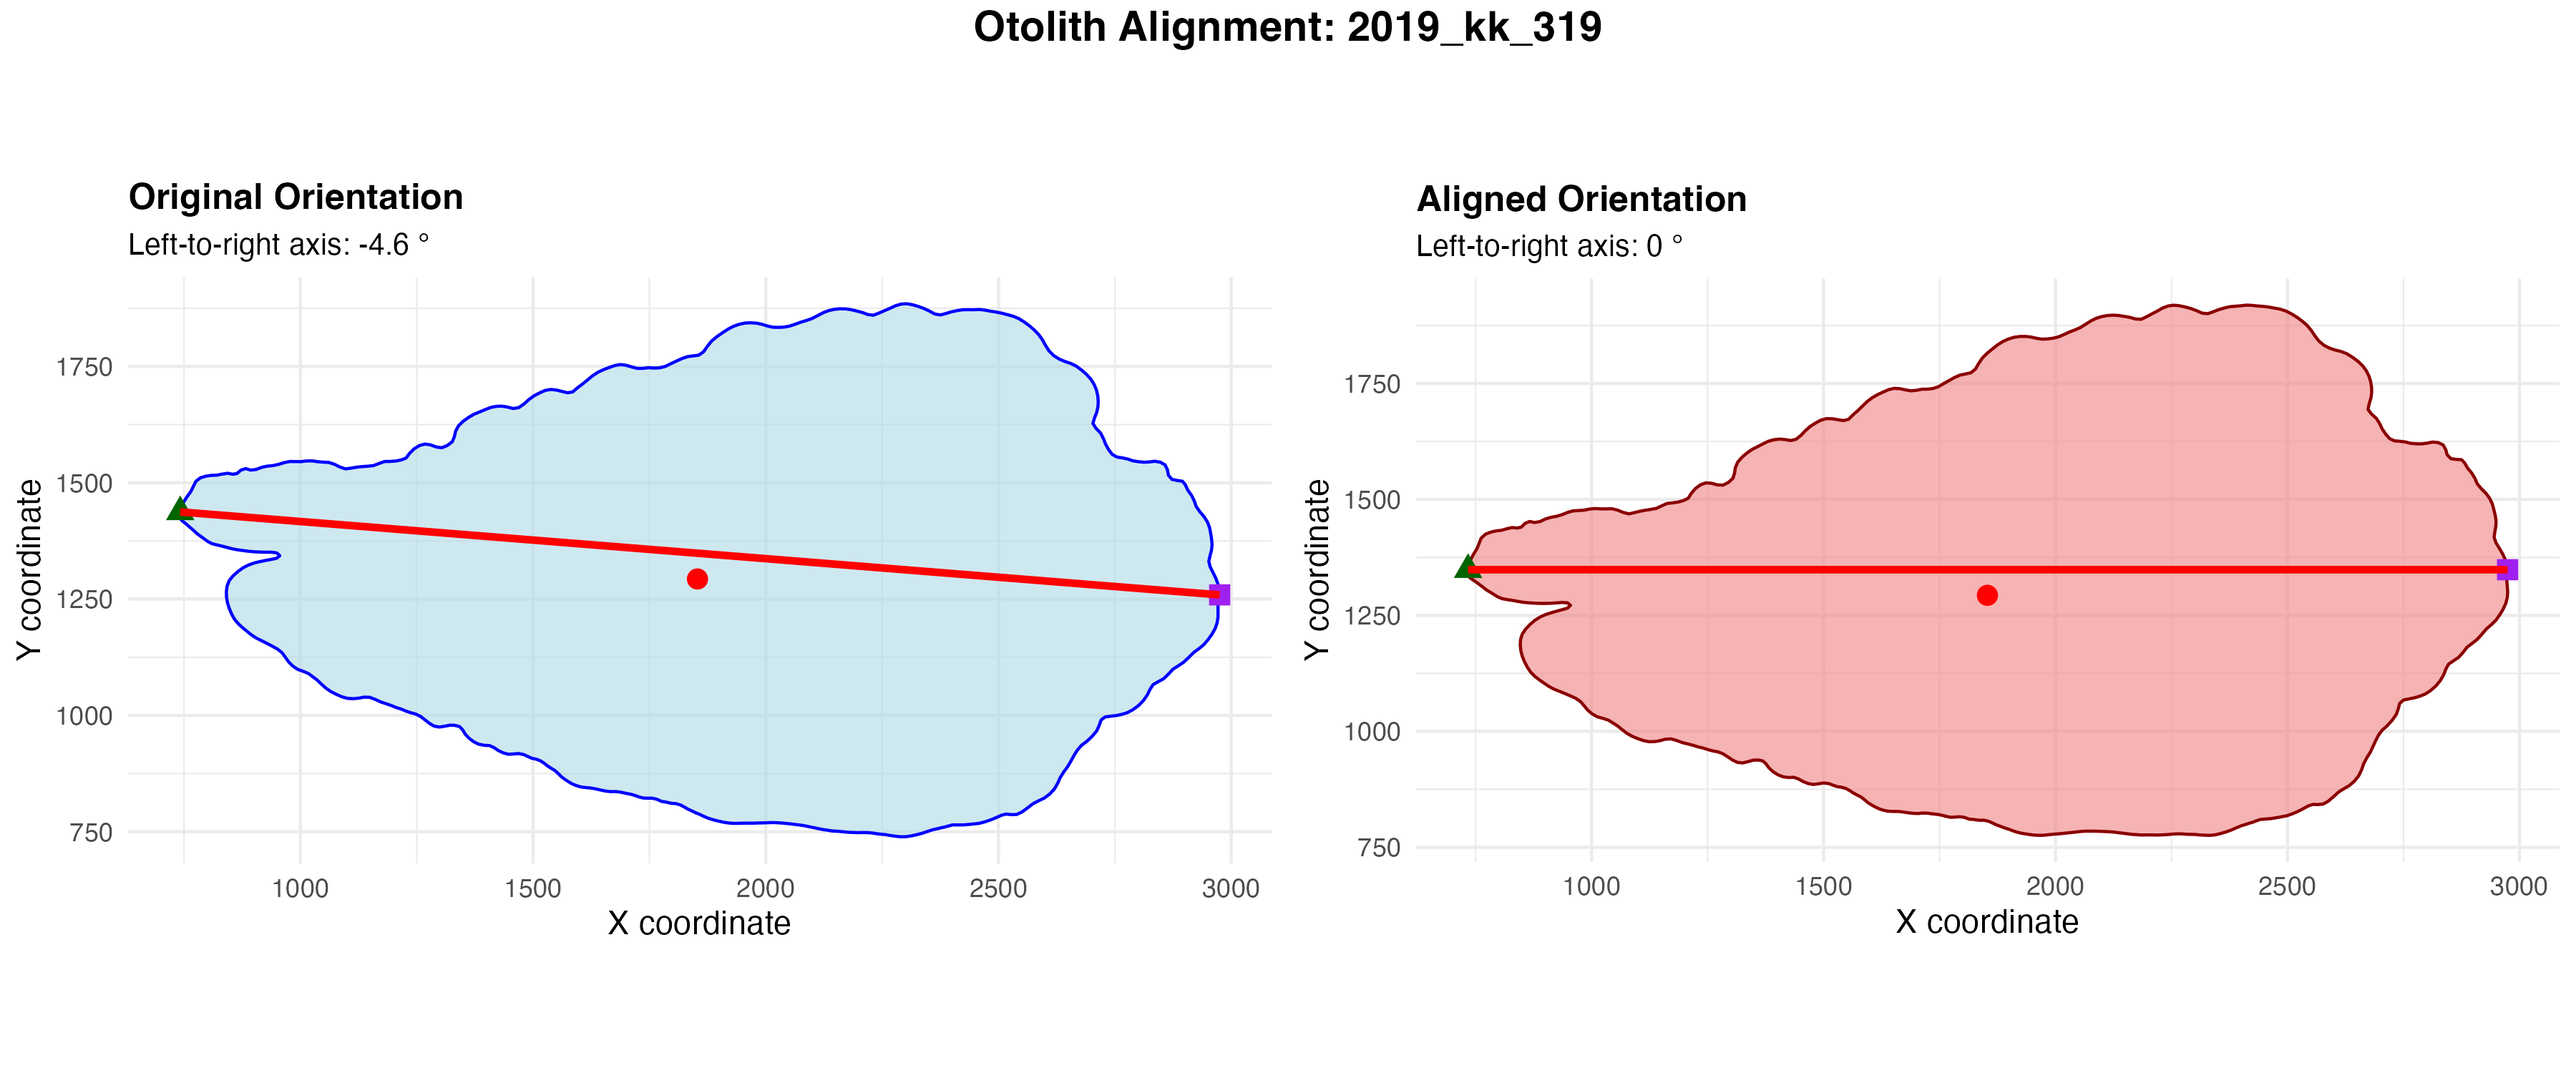 Otolith Alignment: 2019_kk_319
Original Orientation
Left-to-right axis: -4.6 °
Y coordinate
1750
1500
1250
1000
750
1000 1500 2000 2500 3000
X coordinate
Aligned Orientation
Left-to-right axis: 0 °
Y coordinate
1750
1500
1250
1000
750
1000 1500 2000 2500 3000
X coordinate